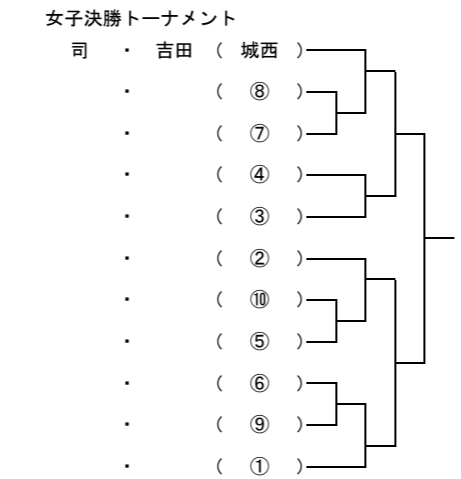 女子決勝トーナメント
司 ・ 吉田 ( 城西 )
・ ( ⑧ )
・ ( ⑦ )
・ ( ④ )
・ ( ③ )
・ ( ② )
・ ( ⑩ )
・ ( ⑤ )
・ ( ⑥ )
・ ( ⑨ )
・ ( ① )